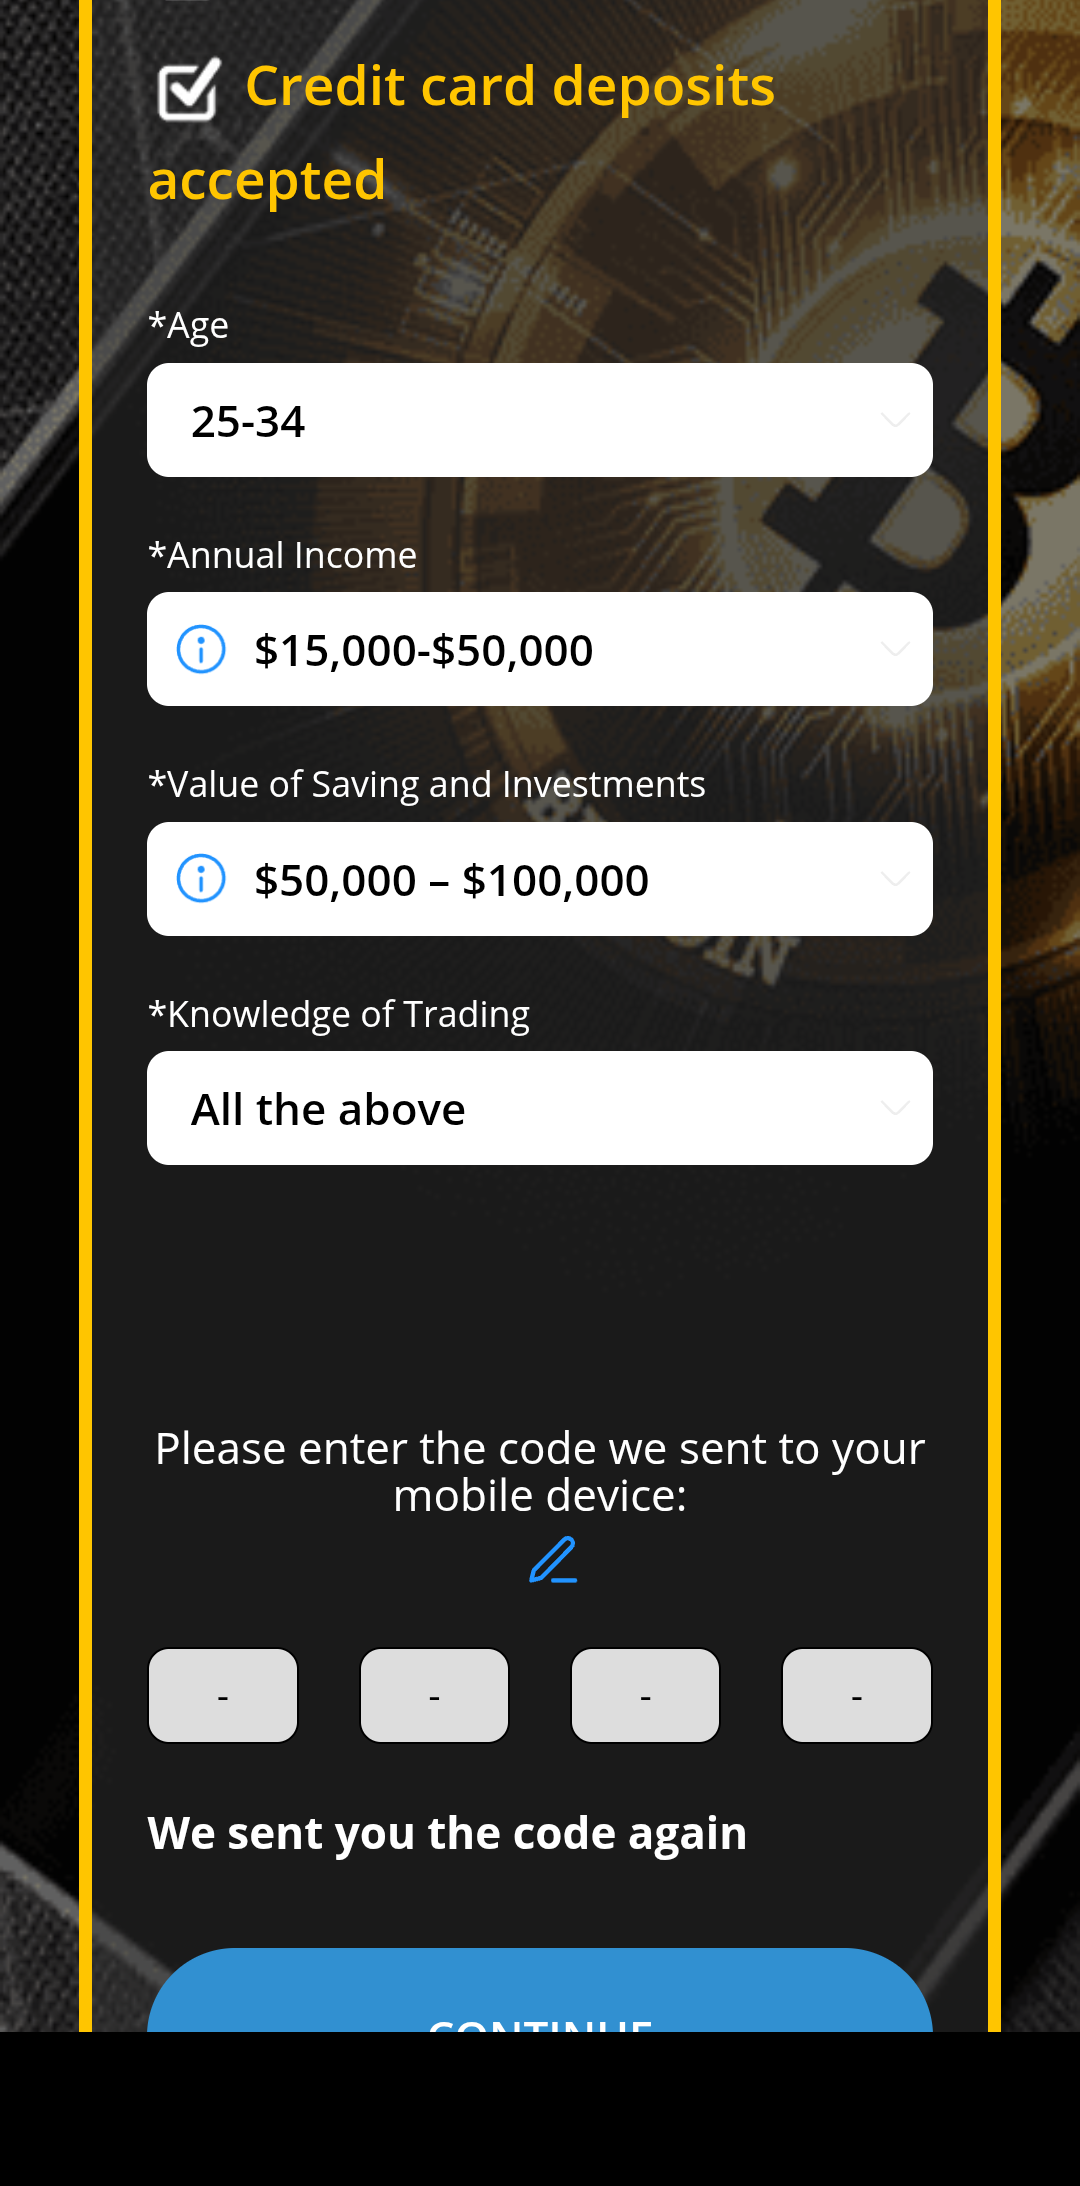 Credit card deposits
accepted
*Age
25-34
*Annual Income
$15,000-$50,000
*Value of Saving and Investments
$50,000 – $100,000
*Knowledge of Trading
All the above
Please enter the code we sent to your
mobile device:
- - - -
We sent you the code again
CONTINUE